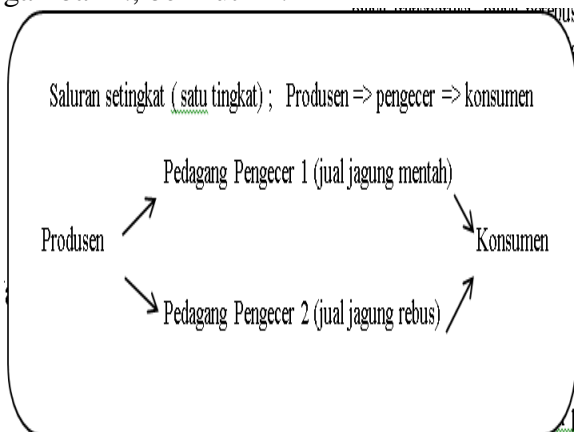 Saluran setingkat ( satu tingkat) ; Produsen => pengecer => konsumen
Pedagang Pengecer 1 (jual jagung mentah)
Produsen
Konsumen
Pedagang Pengecer 2 (jual jagung rebus)